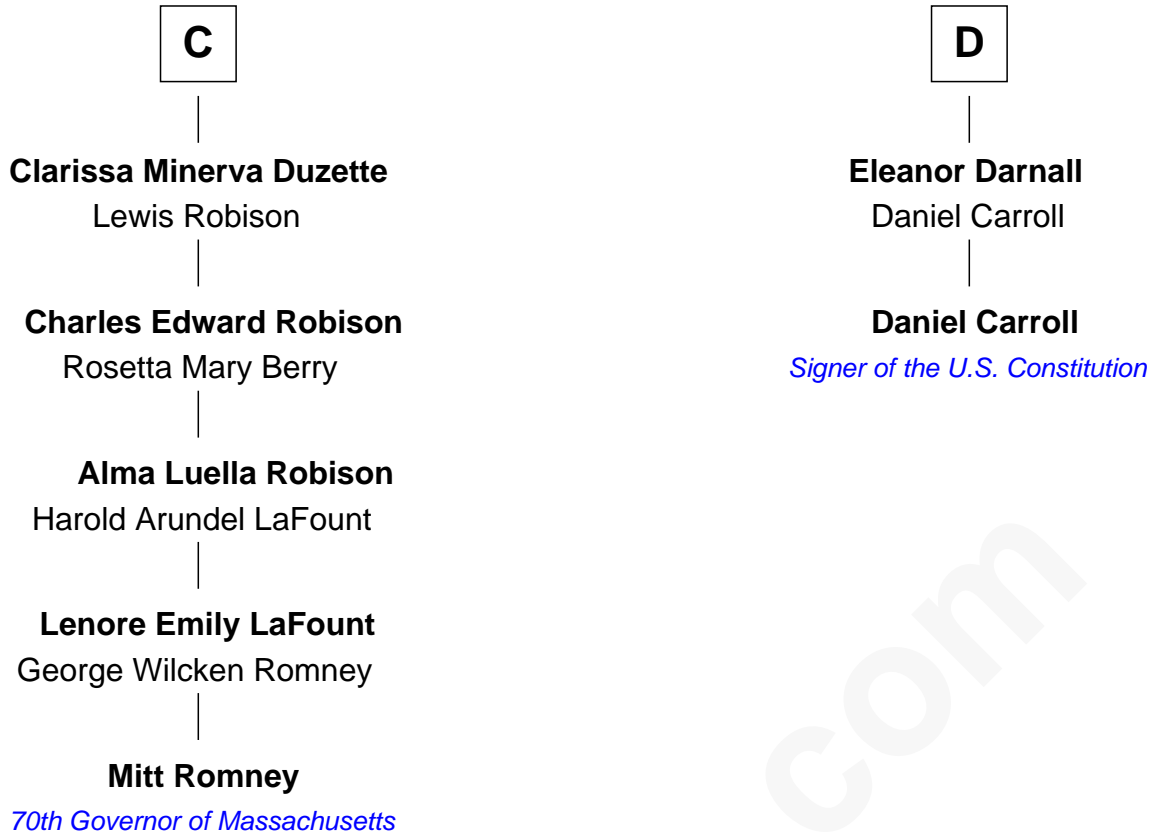 C
Clarissa Minerva Duzette
Lewis Robison
Charles Edward Robison
Rosetta Mary Berry
Alma Luella Robison
Harold Arundel LaFount
Lenore Emily LaFount
George Wilcken Romney
Mitt Romney
70th Governor of Massachusetts
D
Eleanor Darnall
Daniel Carroll
Daniel Carroll
Signer of the U.S. Constitution
com